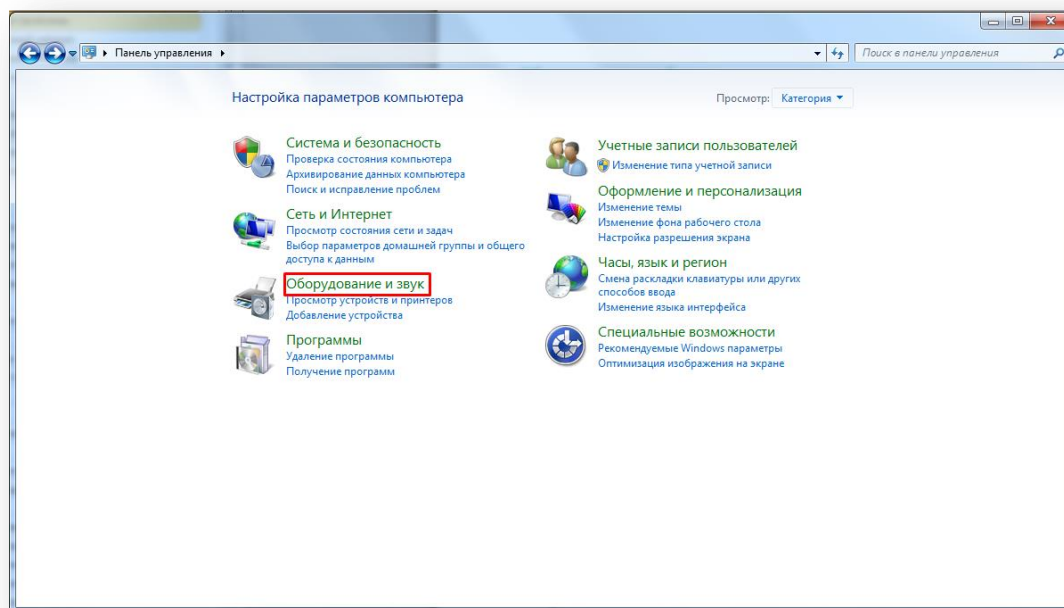 Панель управления
Поиск в панели управления
Настройка параметров компьютера
Просмотр: Категория
Система и безопасность
Проверка состояния компьютера
Архивирование данных компьютера
Поиск и исправление проблем
Сеть и Интернет
Просмотр состояния сети и задач
Выбор параметров домашней группы и общего
доступа к данным
Оборудование и звук
Просмотр устройств и принтеров
Добавление устройства
Программы
Удаление программы
Получение программ
Учетные записи пользователей
Изменение типа учетной записи
Оформление и персонализация
Изменение темы
Изменение фона рабочего стола
Настройка разрешения экрана
Часы, язык и регион
Смена раскладки клавиатуры или других
способов ввода
Изменение языка интерфейса
Специальные возможности
Рекомендуемые Windows параметры
Оптимизация изображения на экране